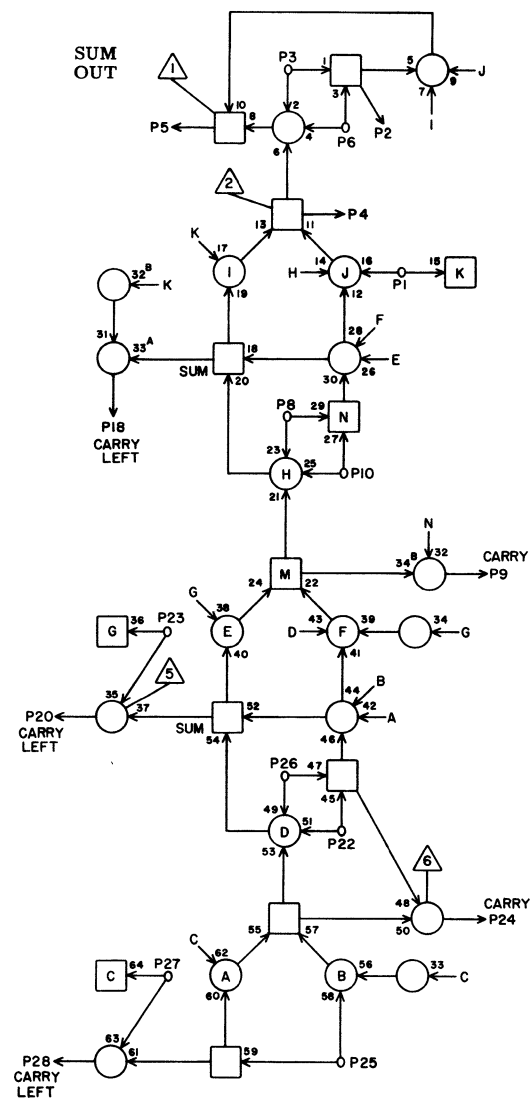 SUM
OUT
P3
1
5
J
1
3
7
9
10
8
2
4
P5
P6
P2
I
6
2
13
11
P4
K
17
H
14
16
15
K
I
J
P1
19
12
32B
K
F
28
31
33A
18
E
SUM
20
30
26
P18
CARRY
LEFT
P8
29
N
27
23
H
25
P10
21
N
34B
32
CARRY
M
P9
24
22
G
38
D
43
39
34
G
36
P23
G
E
F
40
41
5
44
B
35
37
52
42
A
P20
CARRY
LEFT
SUM
54
46
P26
47
45
49
D
51
P22
53
6
48
50
CARRY
P24
55
57
C
62
64
P27
C
A
B
56
33
C
60
58
63
61
59
P28
CARRY
LEFT
P25